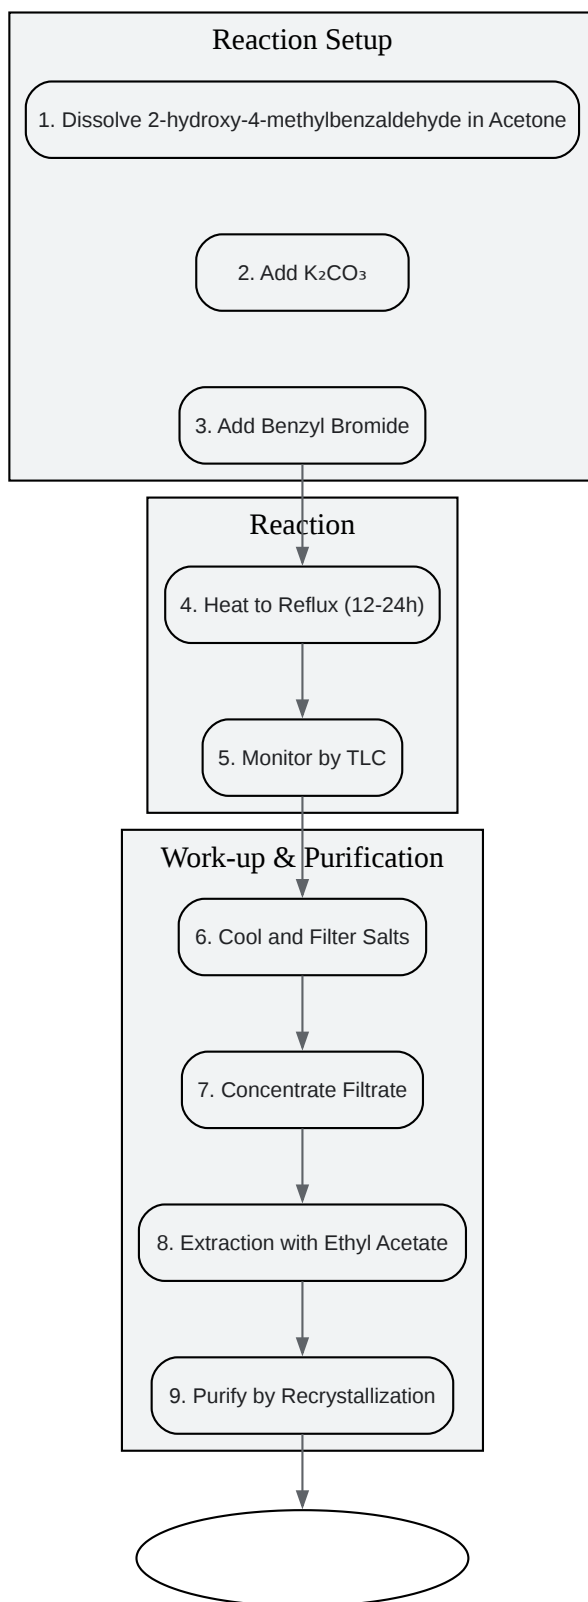 Reaction Setup
1. Dissolve 2-hydroxy-4-methylbenzaldehyde in Acetone
2. Add K₂CO₃
3. Add Benzyl Bromide
Reaction
4. Heat to Reflux (12-24h)
5. Monitor by TLC
Work-up & Purification
6. Cool and Filter Salts
7. Concentrate Filtrate
8. Extraction with Ethyl Acetate
9. Purify by Recrystallization